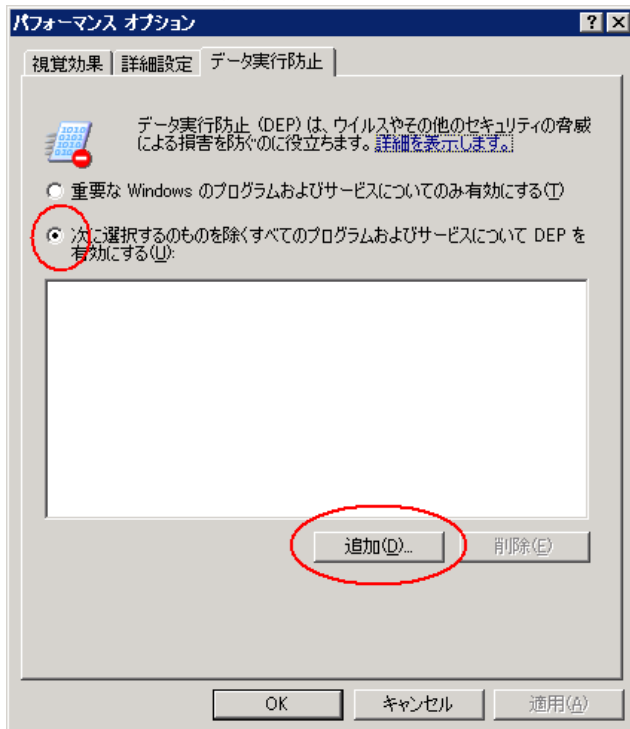 パフォーマンス オプション
視覚効果 詳細設定 データ実行防止
データ実行防止 (DEP) は、ウイルスやその他のセキュリティの脅威
による損害を防ぐのに役立ちます。詳細を表示します。
重要な Windows のプログラムおよびサービスについてのみ有効にする(T)
次に選択するのものを除くすべてのプログラムおよびサービスについて DEP を
有効にする(U):
追加(D)... 削除(E)
OK キャンセル 適用(A)